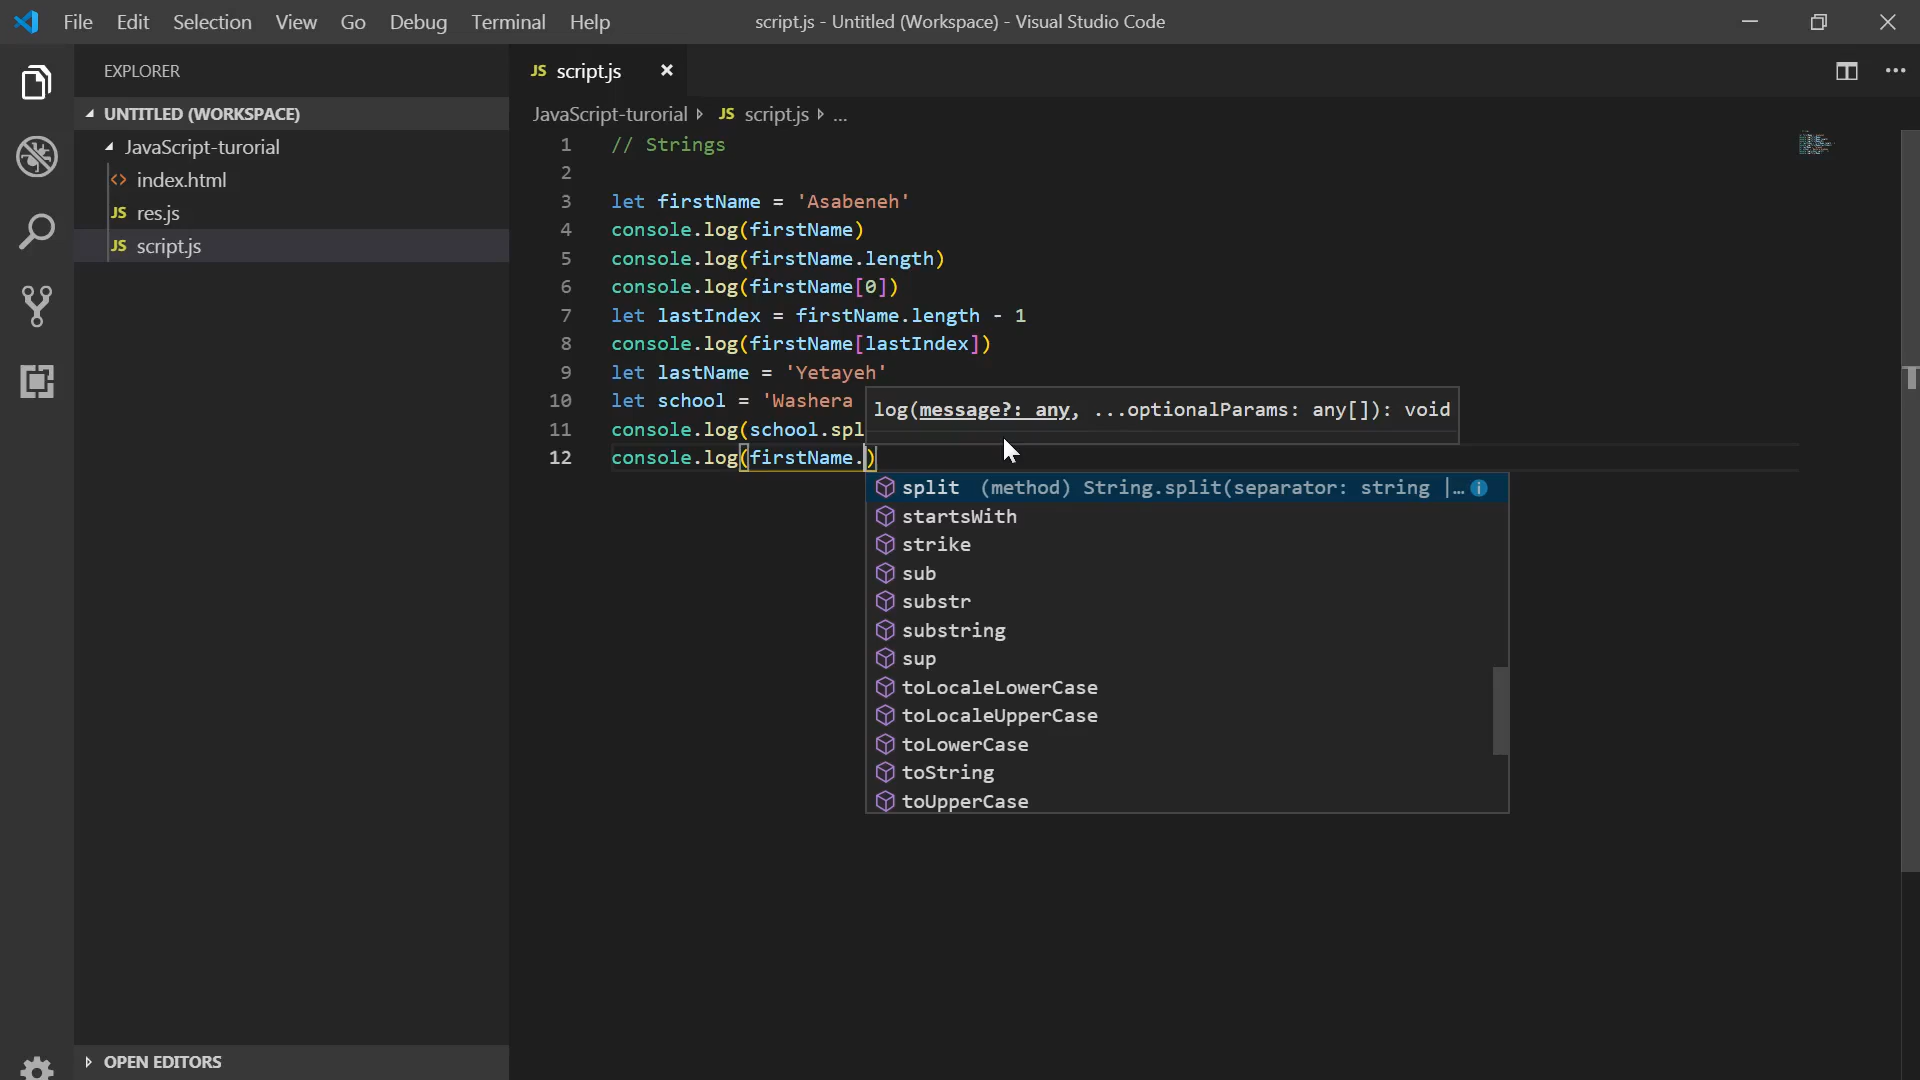 File Edit Selection View Go Debug Terminal Help script.js - Untitled (Workspace) - Visual Studio Code
EXPLORER
UNTITLED (WORKSPACE)
JavaScript-turorial
<> index.html
JS res.js
JS script.js
OPEN EDITORS
JS script.js
JavaScript-turorial JS script.js ...
1 // Strings
2
3 let firstName = 'Asabeneh'
4 console.log(firstName)
5 console.log(firstName.length)
6 console.log(firstName[0])
7 let lastIndex = firstName.length - 1
8 console.log(firstName[lastIndex])
9 let lastName = 'Yetayeh'
10 let school = 'Washera
11 console.log(school.spl
12 console.log(firstName.)
log(message?: any, ...optionalParams: any[]): void
split (method) String.split(separator: string |…
startsWith
strike
sub
substr
substring
sup
toLocaleLowerCase
toLocaleUpperCase
toLowerCase
toString
toUpperCase